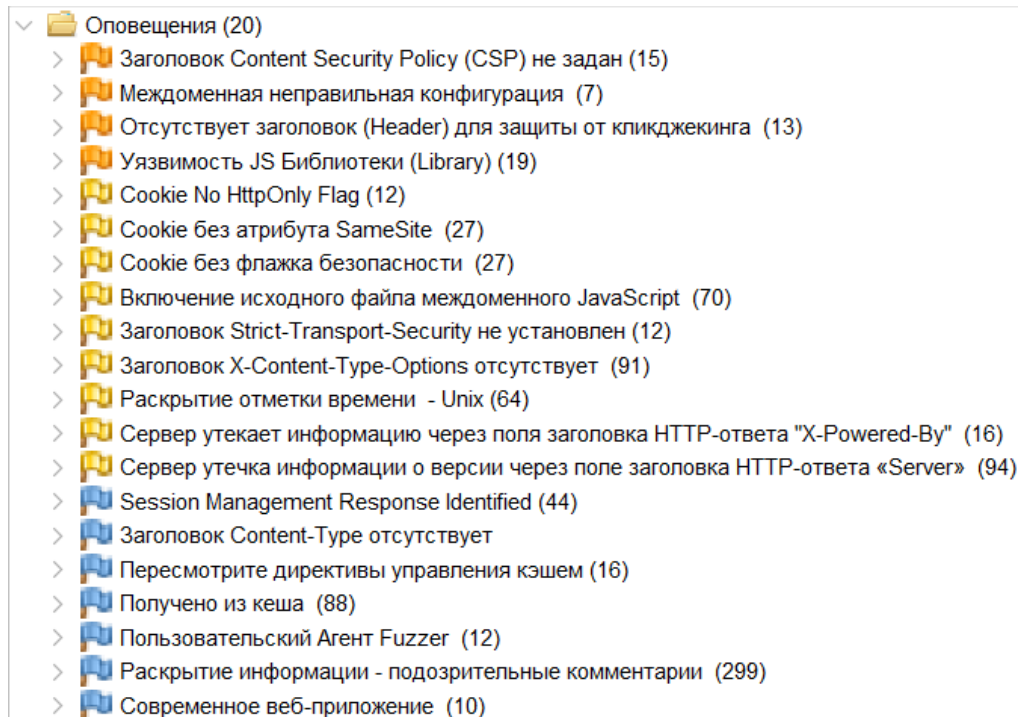 Оповещения (20)
Заголовок Content Security Policy (CSP) не задан (15)
Междоменная неправильная конфигурация (7)
Отсутствует заголовок (Header) для защиты от кликджекинга (13)
Уязвимость JS Библиотеки (Library) (19)
Cookie No HttpOnly Flag (12)
Cookie без атрибута SameSite (27)
Cookie без флажка безопасности (27)
Включение исходного файла междоменного JavaScript (70)
Заголовок Strict-Transport-Security не установлен (12)
Заголовок X-Content-Type-Options отсутствует (91)
Раскрытие отметки времени - Unix (64)
Сервер утекает информацию через поля заголовка HTTP-ответа "X-Powered-By" (16)
Сервер утечка информации о версии через поле заголовка HTTP-ответа «Server» (94)
Session Management Response Identified (44)
Заголовок Content-Type отсутствует
Пересмотрите директивы управления кэшем (16)
Получено из кеша (88)
Пользовательский Агент Fuzzer (12)
Раскрытие информации - подозрительные комментарии (299)
Современное веб-приложение (10)